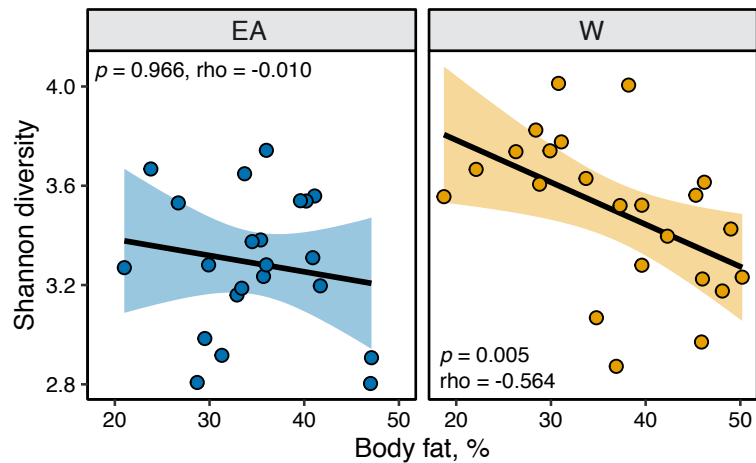 EA
W
p = 0.966, rho = -0.010
p = 0.005
rho = -0.564
Shannon diversity
4.0
3.6
3.2
2.8
20 30 40 50
20 30 40 50
Body fat, %